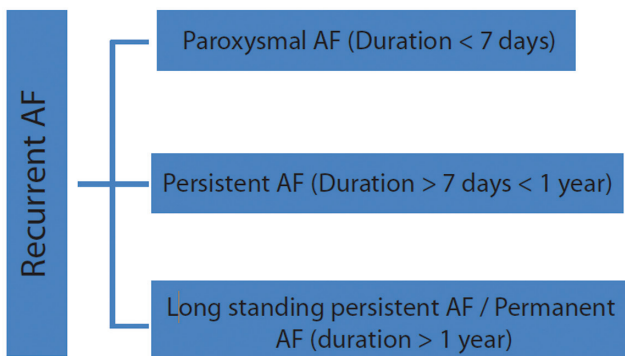 Recurrent AF
Paroxysmal AF (Duration < 7 days)
Persistent AF (Duration > 7 days < 1 year)
Long standing persistent AF / Permanent
AF (duration > 1 year)